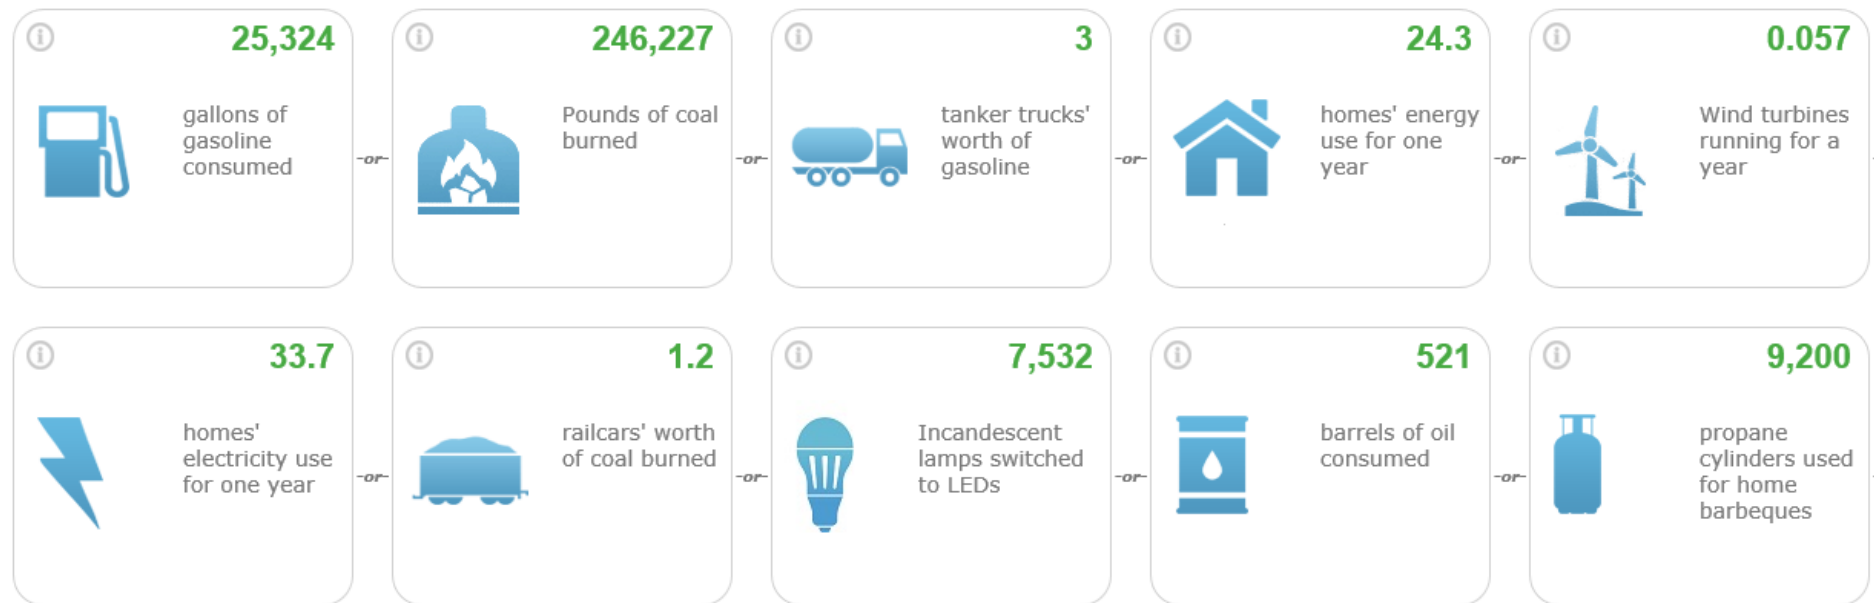 25,324
gallons of
gasoline
consumed
-or-
246,227
Pounds of coal
burned
-or-
3
tanker trucks'
worth of
gasoline
-or-
24.3
homes' energy
use for one
year
-or-
0.057
Wind turbines
running for a
year
33.7
homes'
electricity use
for one year
-or-
1.2
railcars' worth
of coal burned
-or-
7,532
Incandescent
lamps switched
to LEDs
-or-
521
barrels of oil
consumed
-or-
9,200
propane
cylinders used
for home
barbeques